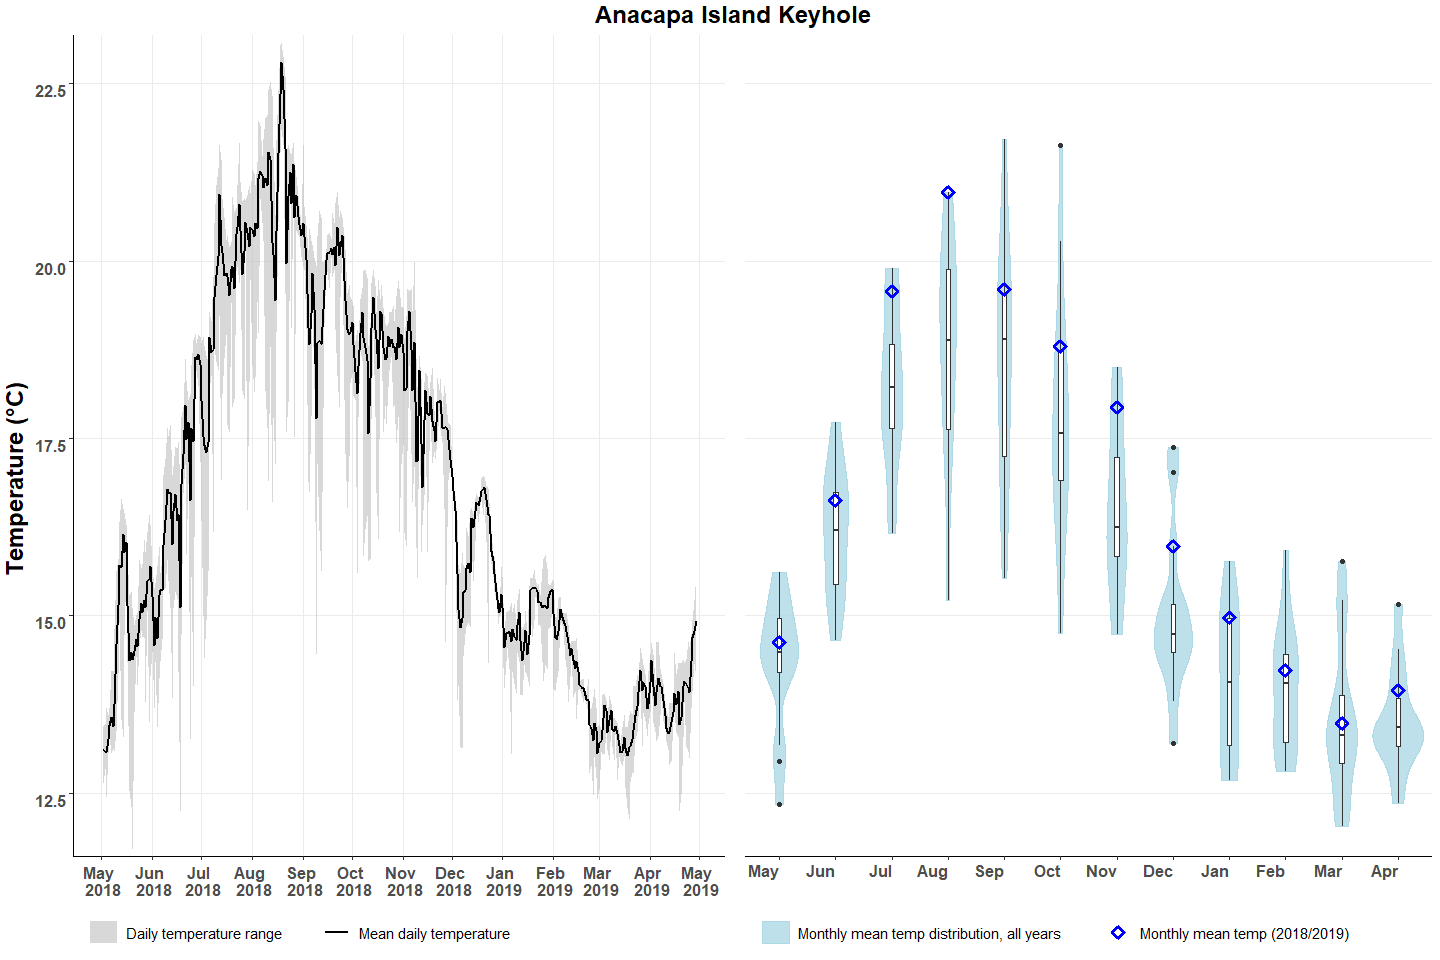 Anacapa Island Keyhole
Temperature (°C)
22.5
20.0
17.5
15.0
12.5
May Jun Jul Aug Sep Oct Nov Dec Jan Feb Mar Apr May
2018 2018 2018 2018 2018 2018 2018 2018 2019 2019 2019 2019 2019
May Jun Jul Aug Sep Oct Nov Dec Jan Feb Mar Apr
Daily temperature range Mean daily temperature
Monthly mean temp distribution, all years Monthly mean temp (2018/2019)